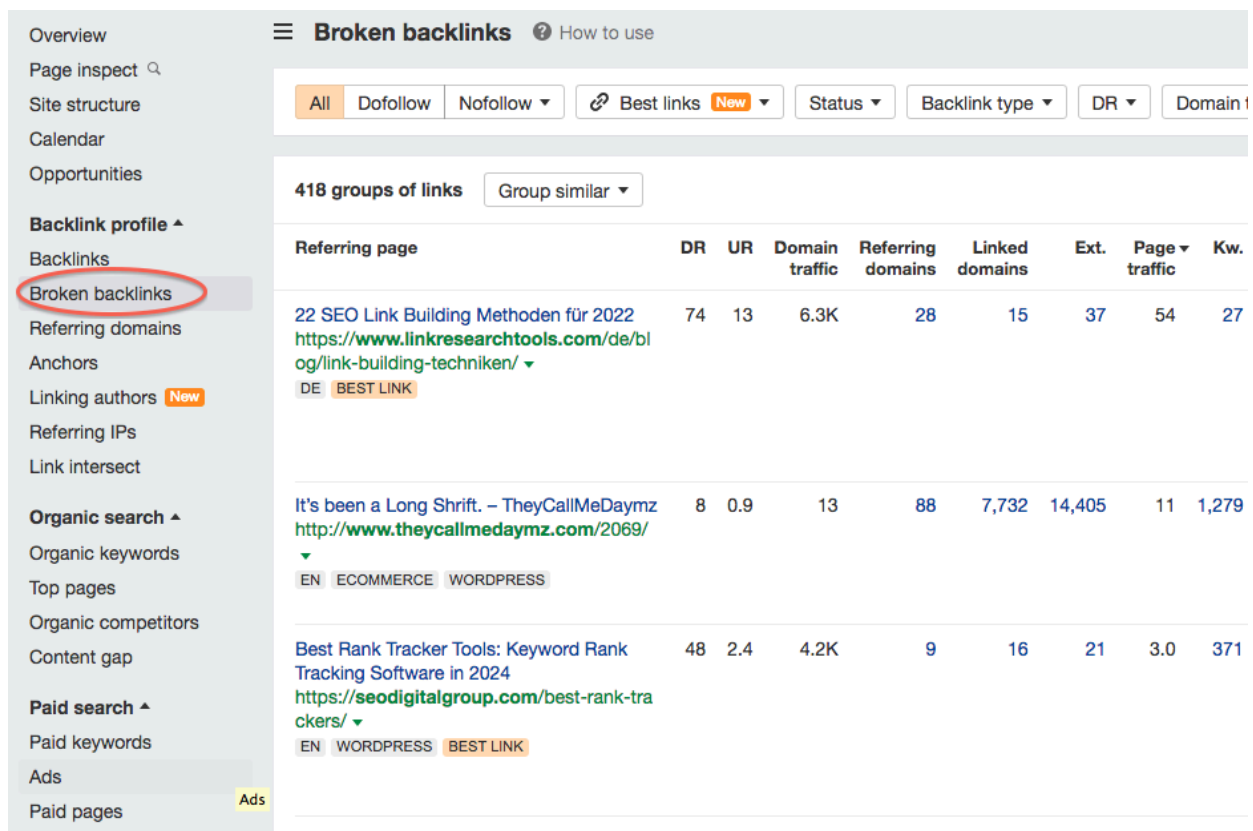 Overview
Page inspect
Site structure
Calendar
Opportunities
Backlink profile
Backlinks
Broken backlinks
Referring domains
Anchors
Linking authors New
Referring IPs
Link intersect
Organic search
Organic keywords
Top pages
Organic competitors
Content gap
Paid search
Paid keywords
Ads
Ads
Paid pages
Broken backlinks ? How to use
All Dofollow Nofollow Best links New Status Backlink type DR Domain t
418 groups of links Group similar
Referring page DR UR Domain traffic Referring domains Linked domains Ext. Page traffic Kw.
22 SEO Link Building Methoden für 2022 74 13 6.3K 28 15 37 54 27
https://www.linkresearchtools.com/de/bl
og/link-building-techniken/
DE BEST LINK
It's been a Long Shrift. – TheyCallMeDaymz 8 0.9 13 88 7,732 14,405 11 1,279
http://www.theycallmedaymz.com/2069/
EN ECOMMERCE WORDPRESS
Best Rank Tracker Tools: Keyword Rank 48 2.4 4.2K 9 16 21 3.0 371
Tracking Software in 2024
https://seodigitalgroup.com/best-rank-tra
ckers/
EN WORDPRESS BEST LINK